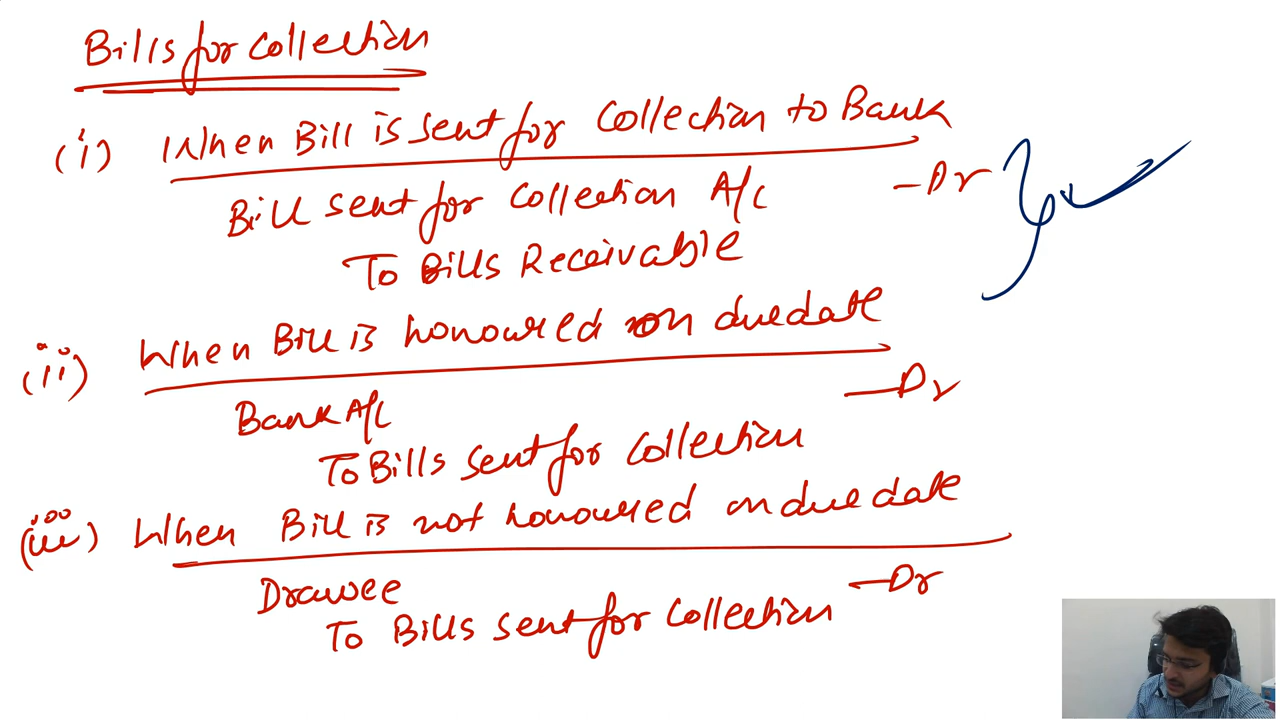 Bills for Collection
(i) When Bill is sent for Collection to Bank
Bill sent for Collection A/c -Dr
To Bills Receivable
(ii) When Bill is honoured on due date
Bank A/c -Dr
To Bills sent for Collection
(iii) When Bill is not honoured on due date
Drawee -Dr
To Bills sent for Collection